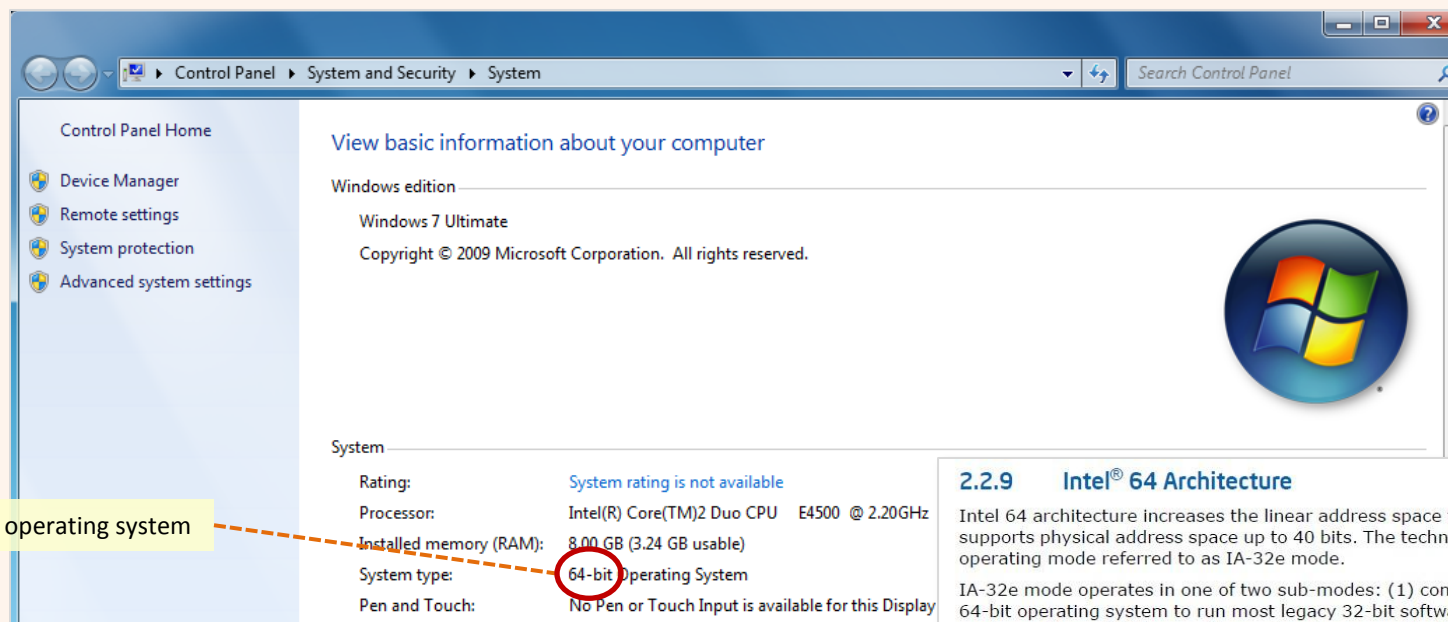 Control Panel ▸ System and Security ▸ System
Search Control Panel
Control Panel Home
Device Manager
Remote settings
System protection
Advanced system settings
View basic information about your computer
Windows edition
Windows 7 Ultimate
Copyright © 2009 Microsoft Corporation. All rights reserved.
System
Rating: System rating is not available
Processor: Intel(R) Core(TM)2 Duo CPU E4500 @ 2.20GHz
Installed memory (RAM): 8.00 GB (3.24 GB usable)
System type: 64-bit Operating System
Pen and Touch: No Pen or Touch Input is available for this Display
operating system
2.2.9 Intel® 64 Architecture
Intel 64 architecture increases the linear address space
supports physical address space up to 40 bits. The techn
operating mode referred to as IA-32e mode.
IA-32e mode operates in one of two sub-modes: (1) con
64-bit operating system to run most legacy 32-bit softwa